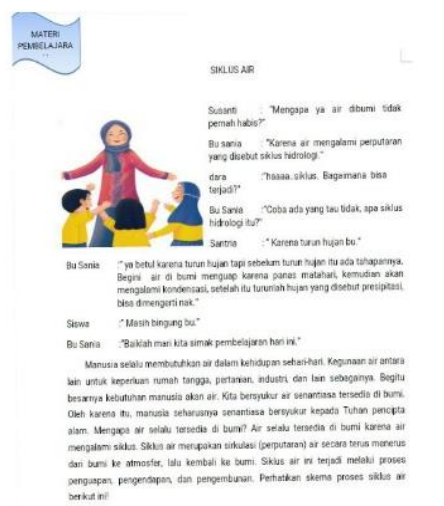 MATERI
PEMBELAJARA
SIKLUS AIR
Susanti : "Mengapa ya air dibumi tidak
pernah habis?"
Bu sania : "Karena air mengalami perputaran
yang disebut siklus hidrologi."
dara :"haaaa..siklus. Bagaimana bisa
terjadi?"
Bu Sania :"Coba ada yang tau tidak, apa siklus
hidrologi itu?"
Santria :" Karena turun hujan bu."
Bu Sania :" ya betul karena turun hujan tapi sebelum turun hujan itu ada tahapannya.
Begini air di bumi menguap karena panas matahari, kemudian akan
mengalami kondensasi, setelah itu turunlah hujan yang disebut presipitasi,
bisa dimengerti nak."
Siswa :" Masih bingung bu."
Bu Sania :"Baiklah mari kita simak pembelajaran hari ini."
Manusia selalu membutuhkan air dalam kehidupan sehari-hari. Kegunaan air antara
lain untuk keperluan rumah tangga, pertanian, industri, dan lain sebagainya. Begitu
besarnya kebutuhan manusia akan air. Kita bersyukur air senantiasa tersedia di bumi.
Oleh karena itu, manusia seharusnya senantiasa bersyukur kepada Tuhan pencipta
alam. Mengapa air selalu tersedia di bumi? Air selalu tersedia di bumi karena air
mengalami siklus. Siklus air merupakan sirkulasi (perputaran) air secara terus menerus
dari bumi ke atmosfer, lalu kembali ke bumi. Siklus air ini terjadi melalui proses
penguapan, pengendapan, dan pengembunan. Perhatikan skema proses siklus air
berikut ini!